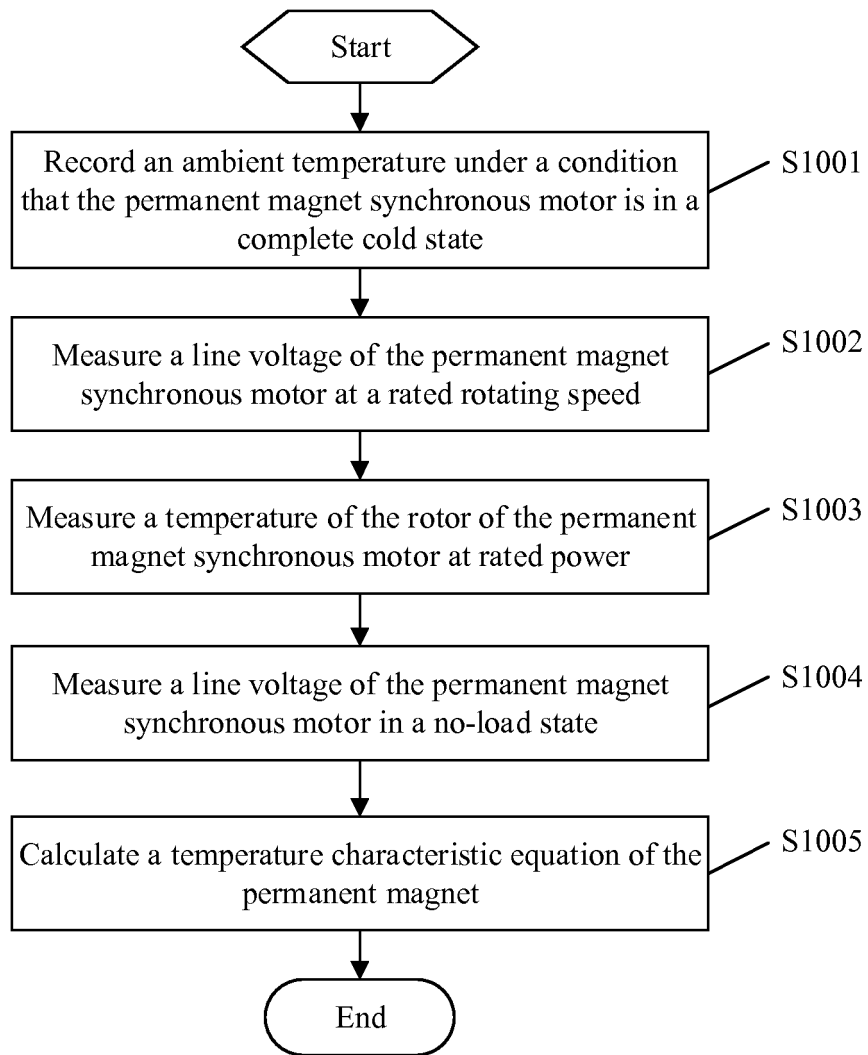 Start
Record an ambient temperature under a condition
that the permanent magnet synchronous motor is in a
complete cold state
S1001
Measure a line voltage of the permanent magnet
synchronous motor at a rated rotating speed
S1002
Measure a temperature of the rotor of the permanent
magnet synchronous motor at rated power
S1003
Measure a line voltage of the permanent magnet
synchronous motor in a no-load state
S1004
Calculate a temperature characteristic equation of the
permanent magnet
S1005
End